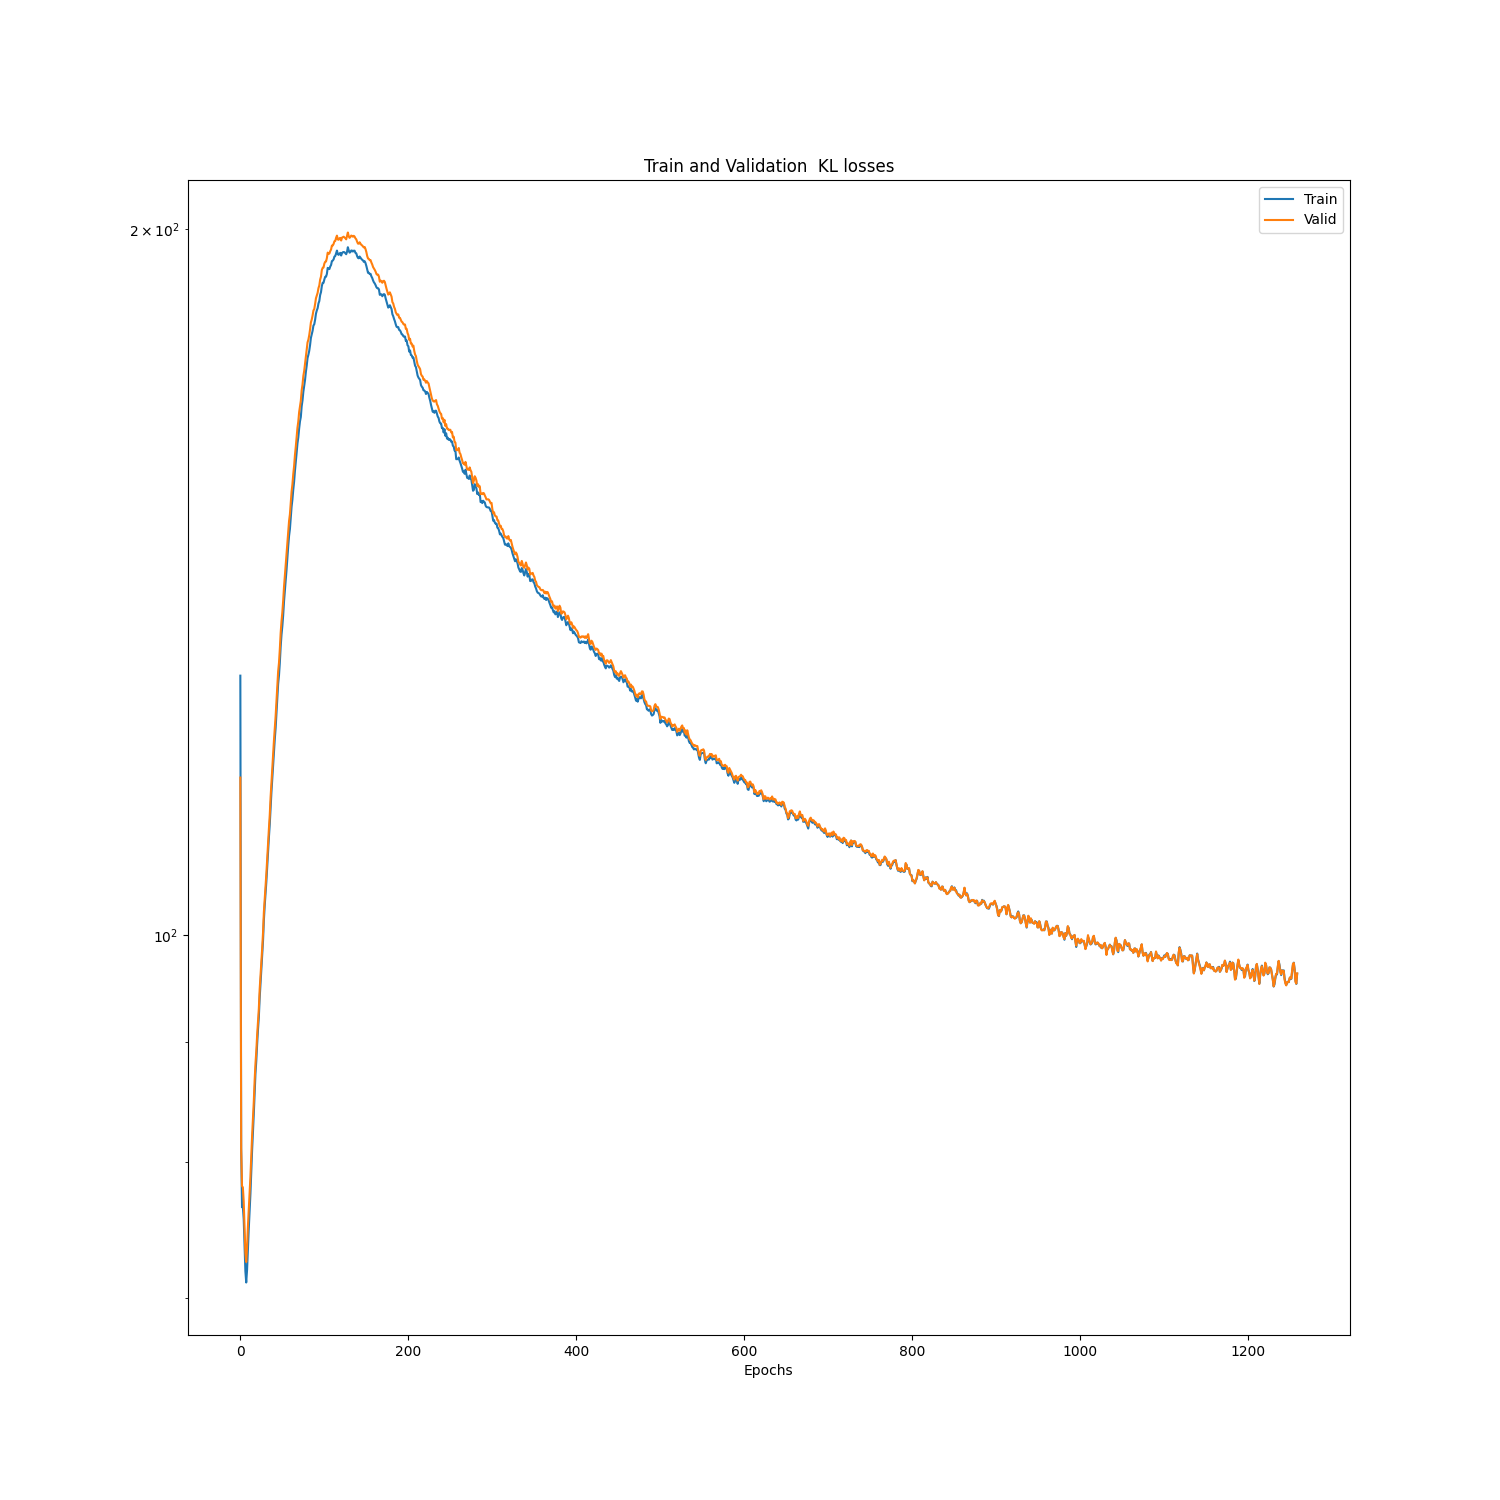 Train and Validation  KL losses
Train
Valid
2 × 10²
10²
0 200 400 600 800 1000 1200
Epochs